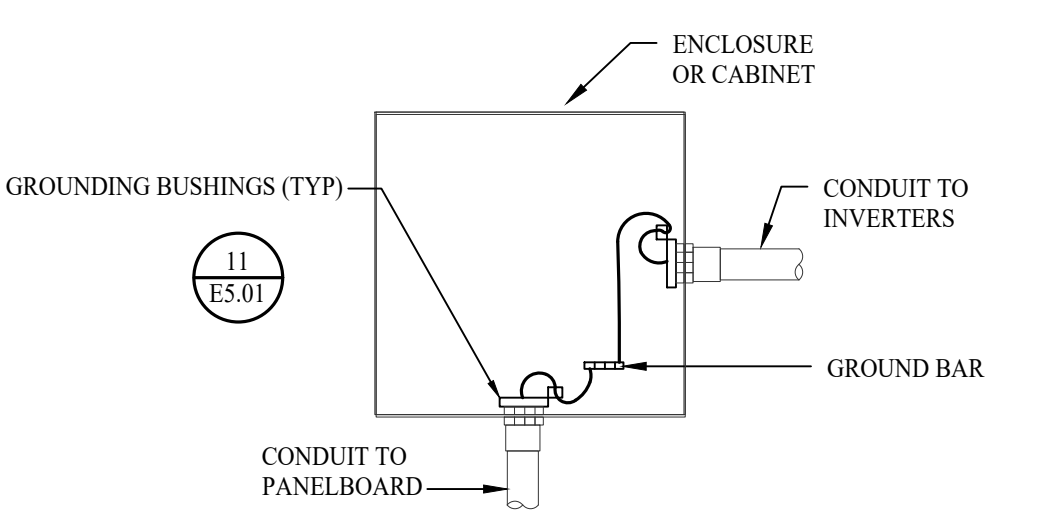 ENCLOSURE
OR CABINET
GROUNDING BUSHINGS (TYP)
CONDUIT TO
INVERTERS
11
E5.01
GROUND BAR
CONDUIT TO
PANELBOARD